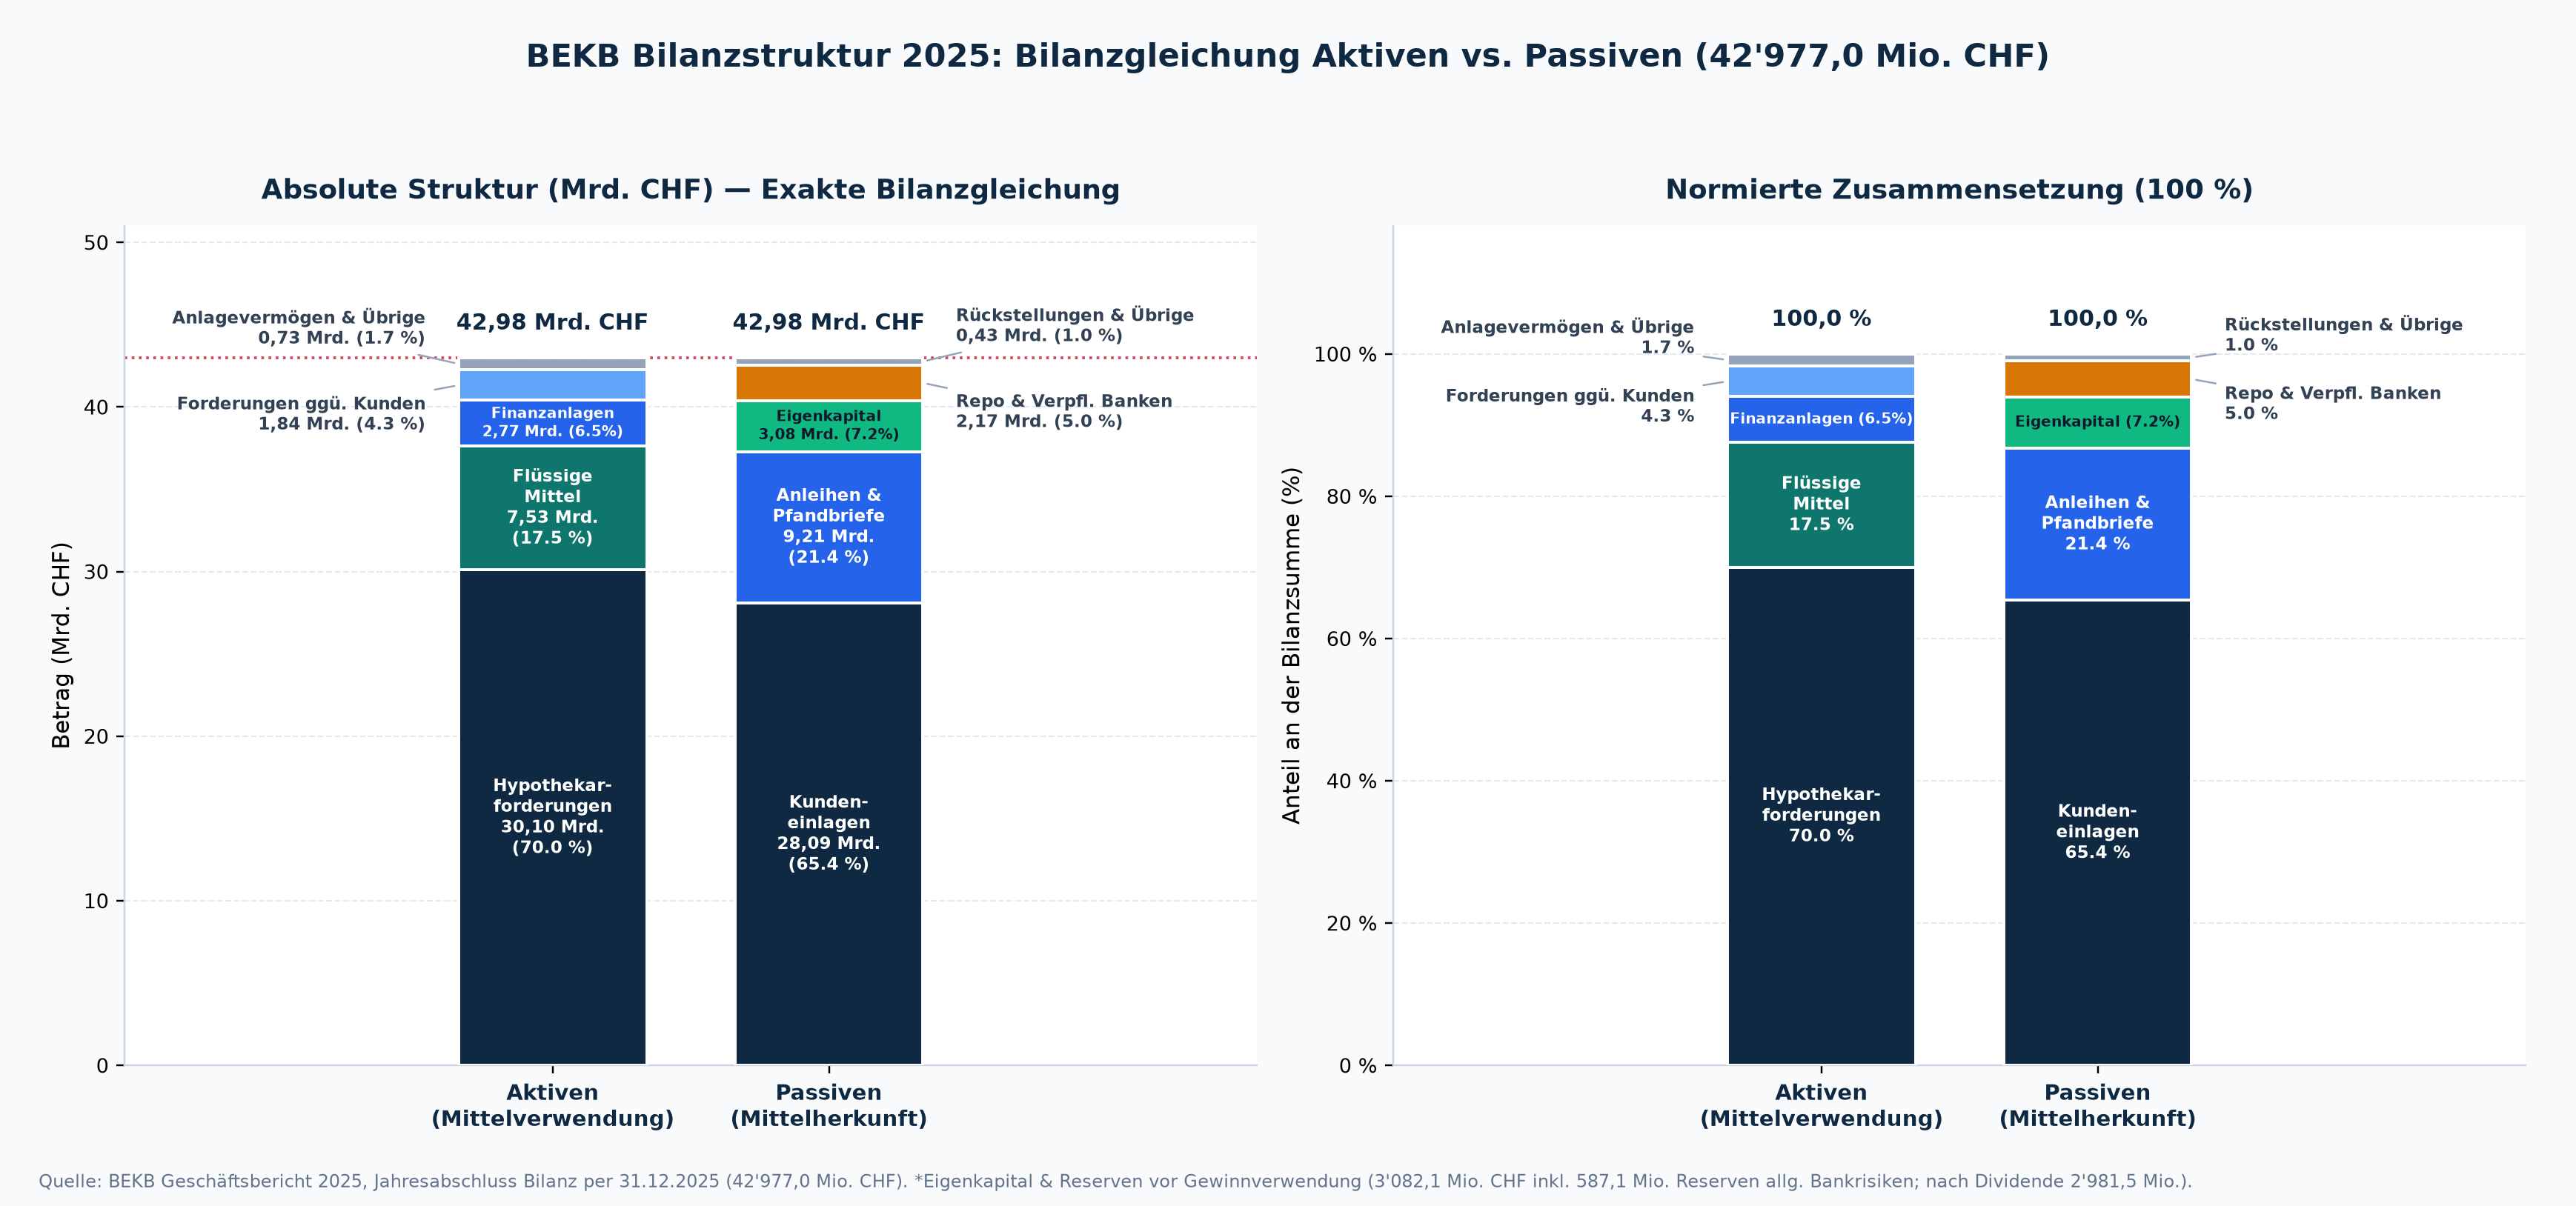 BEKB Bilanzstruktur 2025: Bilanzgleichung Aktiven vs. Passiven (42'977,0 Mio. CHF)
Absolute Struktur (Mrd. CHF) — Exakte Bilanzgleichung
Betrag (Mrd. CHF)
50
40
30
20
10
0
Anlagevermögen & Übrige
0,73 Mrd. (1.7 %)
Forderungen ggü. Kunden
1,84 Mrd. (4.3 %)
42,98 Mrd. CHF
Finanzanlagen
2,77 Mrd. (6.5%)
Flüssige
Mittel
7,53 Mrd.
(17.5 %)
Hypothekar-
forderungen
30,10 Mrd.
(70.0 %)
42,98 Mrd. CHF
Eigenkapital
3,08 Mrd. (7.2%)
Anleihen &
Pfandbriefe
9,21 Mrd.
(21.4 %)
Kunden-
einlagen
28,09 Mrd.
(65.4 %)
Rückstellungen & Übrige
0,43 Mrd. (1.0 %)
Repo & Verpfl. Banken
2,17 Mrd. (5.0 %)
Aktiven
(Mittelverwendung)
Passiven
(Mittelherkunft)
Normierte Zusammensetzung (100 %)
Anteil an der Bilanzsumme (%)
100 %
80 %
60 %
40 %
20 %
0 %
Anlagevermögen & Übrige
1.7 %
Forderungen ggü. Kunden
4.3 %
100,0 %
Finanzanlagen (6.5%)
Flüssige
Mittel
17.5 %
Hypothekar-
forderungen
70.0 %
100,0 %
Eigenkapital (7.2%)
Anleihen &
Pfandbriefe
21.4 %
Kunden-
einlagen
65.4 %
Rückstellungen & Übrige
1.0 %
Repo & Verpfl. Banken
5.0 %
Aktiven
(Mittelverwendung)
Passiven
(Mittelherkunft)
Quelle: BEKB Geschäftsbericht 2025, Jahresabschluss Bilanz per 31.12.2025 (42'977,0 Mio. CHF). *Eigenkapital & Reserven vor Gewinnverwendung (3'082,1 Mio. CHF inkl. 587,1 Mio. Reserven allg. Bankrisiken; nach Dividende 2'981,5 Mio.).